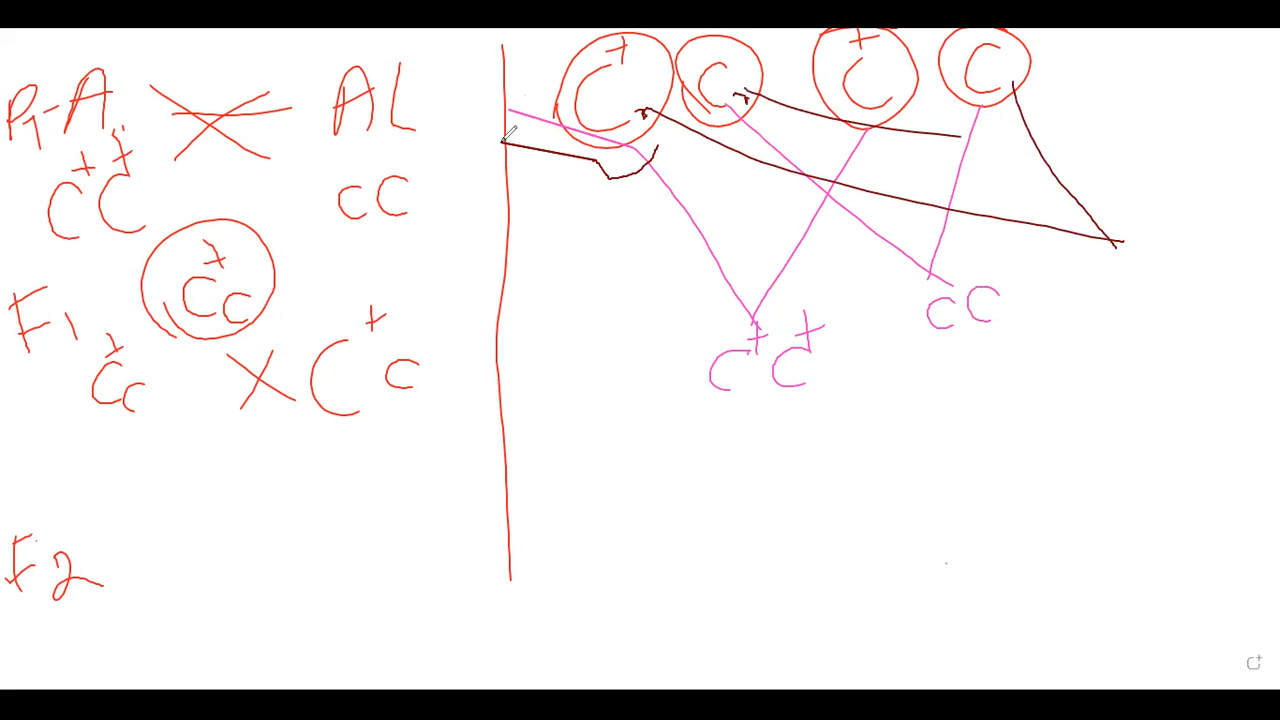 P1 - A × AL
C⁺C⁺ cc
C⁺c
F1
C⁺c × C⁺c
F2
C⁺ c C⁺ c
cc
C⁺C⁺
C⁺